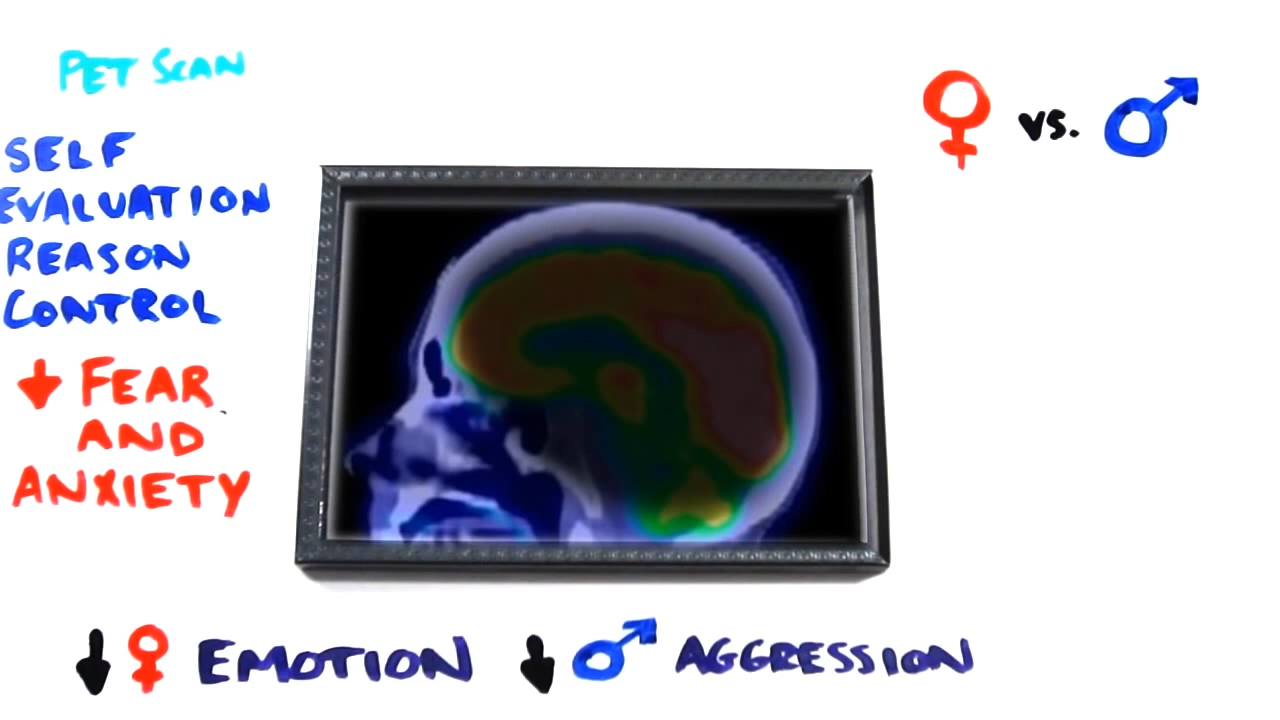 PET SCAN
SELF
EVALUATION
REASON
CONTROL
FEAR
AND
ANXIETY
vs.
EMOTION
AGGRESSION